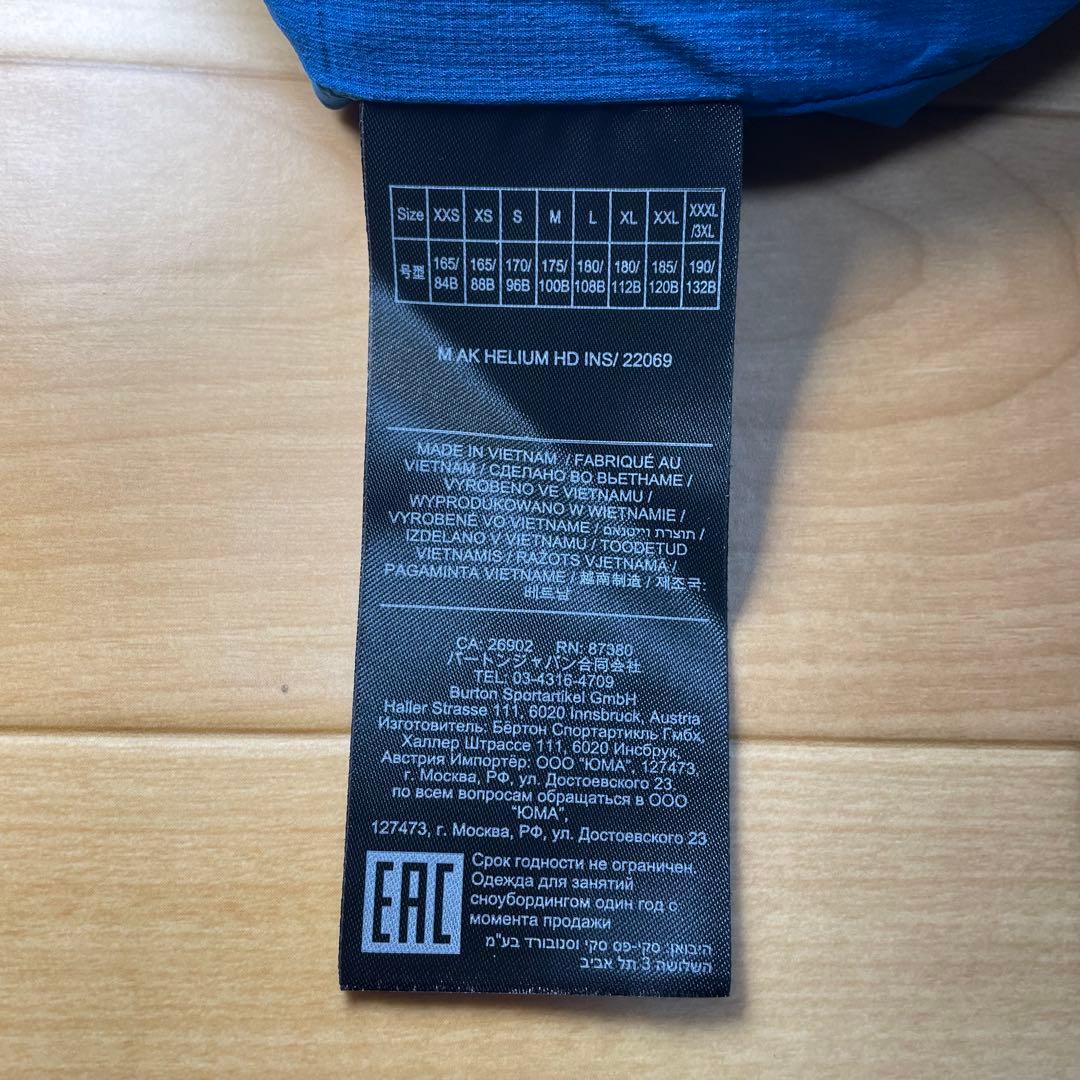 Size XXS XS S M L XL XXL XXXL/3XL
号型 165/84B 165/88B 170/96B 175/100B 180/108B 180/112B 185/120B 190/132B
M AK HELIUM HD INS/ 22069
MADE IN VIETNAM / FABRIQUÉ AU
VIETNAM / СДЕЛАНО ВО ВЬЕТНАМЕ /
VYROBENO VE VIETNAMU /
WYPRODUKOWANO W WIETNAMIE /
VYROBENÉ VO VIETNAME / תוצרת וייטנאם /
IZDELANO V VIETNAMU / TOODETUD
VIETNAMIS / RAŽOTS VJETNAMĀ /
PAGAMINTA VIETNAME / 越南制造 / 제조국:
베트남
CA: 26902 RN: 87380
バートンジャパン合同会社
TEL: 03-4316-4709
Burton Sportartikel GmbH
Haller Strasse 111, 6020 Innsbruck, Austria
Изготовитель: Бёртон Спортартикль Гмбх
Халлер Штрассе 111, 6020 Инсбрук,
Австрия Импортёр: ООО "ЮМА", 127473,
г. Москва, РФ, ул. Достоевского 23,
по всем вопросам обращаться в ООО
"ЮМА",
127473, г. Москва, РФ, ул. Достоевского 23
EAC
Срок годности не ограничен.
Одежда для занятий
сноубордингом один год с
момента продажи
היבואן: סקי-פס סקי וסנובורד בע"מ
השלושה 3 תל אביב